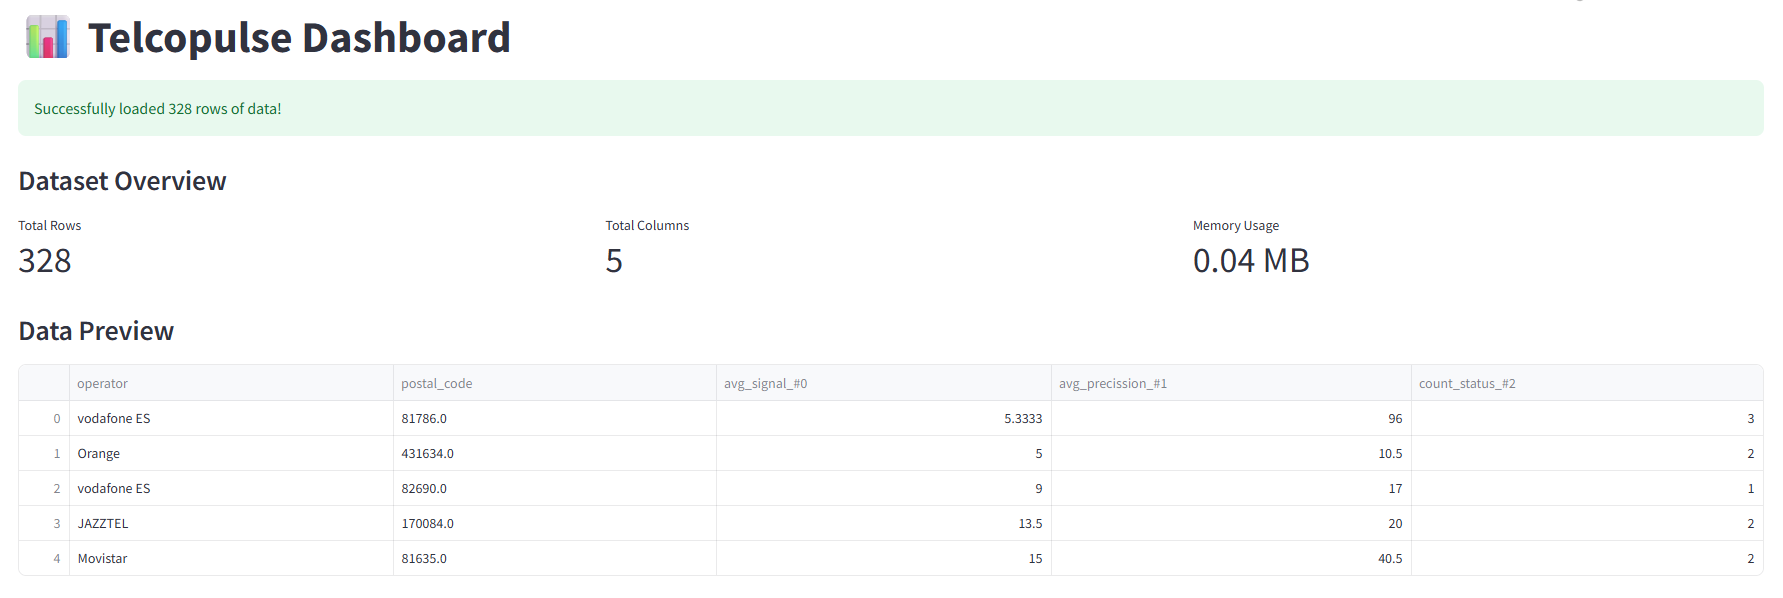 Telcopulse Dashboard
Successfully loaded 328 rows of data!
Dataset Overview
Total Rows Total Columns Memory Usage
328 5 0.04 MB
Data Preview
operator postal_code avg_signal_#0 avg_precission_#1 count_status_#2
0 vodafone ES 81786.0 5.3333 96 3
1 Orange 431634.0 5 10.5 2
2 vodafone ES 82690.0 9 17 1
3 JAZZTEL 170084.0 13.5 20 2
4 Movistar 81635.0 15 40.5 2